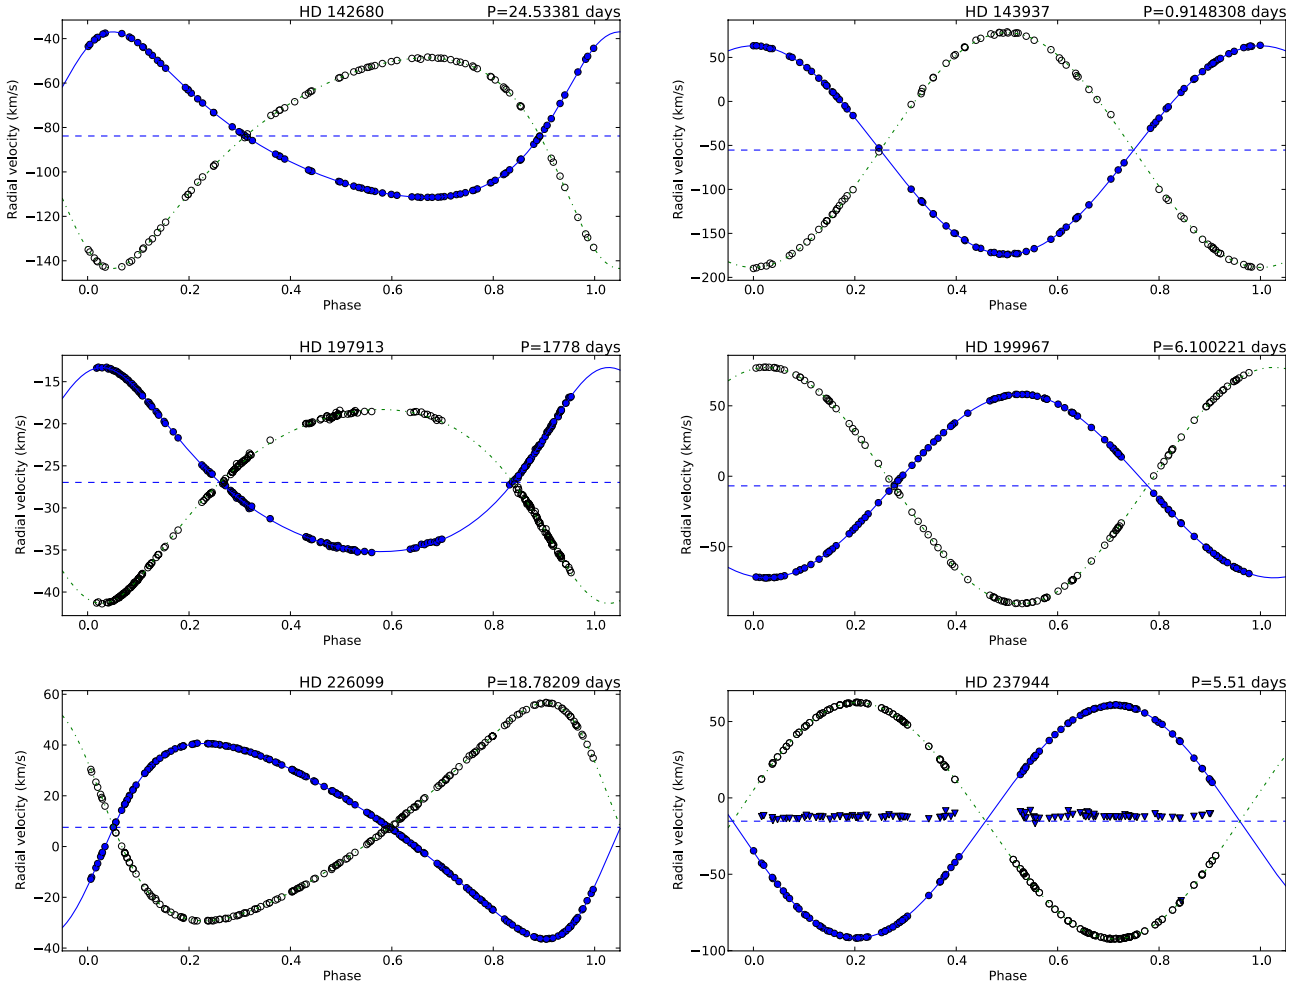 HD 142680 P=24.53381 days
Radial velocity (km/s)
−40
−60
−80
−100
−120
−140
0.0 0.2 0.4 0.6 0.8 1.0
Phase
HD 143937 P=0.9148308 days
Radial velocity (km/s)
50
0
−50
−100
−150
−200
0.0 0.2 0.4 0.6 0.8 1.0
Phase
HD 197913 P=1778 days
Radial velocity (km/s)
−15
−20
−25
−30
−35
−40
0.0 0.2 0.4 0.6 0.8 1.0
Phase
HD 199967 P=6.100221 days
Radial velocity (km/s)
50
0
−50
0.0 0.2 0.4 0.6 0.8 1.0
Phase
HD 226099 P=18.78209 days
Radial velocity (km/s)
60
40
20
0
−20
−40
0.0 0.2 0.4 0.6 0.8 1.0
Phase
HD 237944 P=5.51 days
Radial velocity (km/s)
50
0
−50
−100
0.0 0.2 0.4 0.6 0.8 1.0
Phase